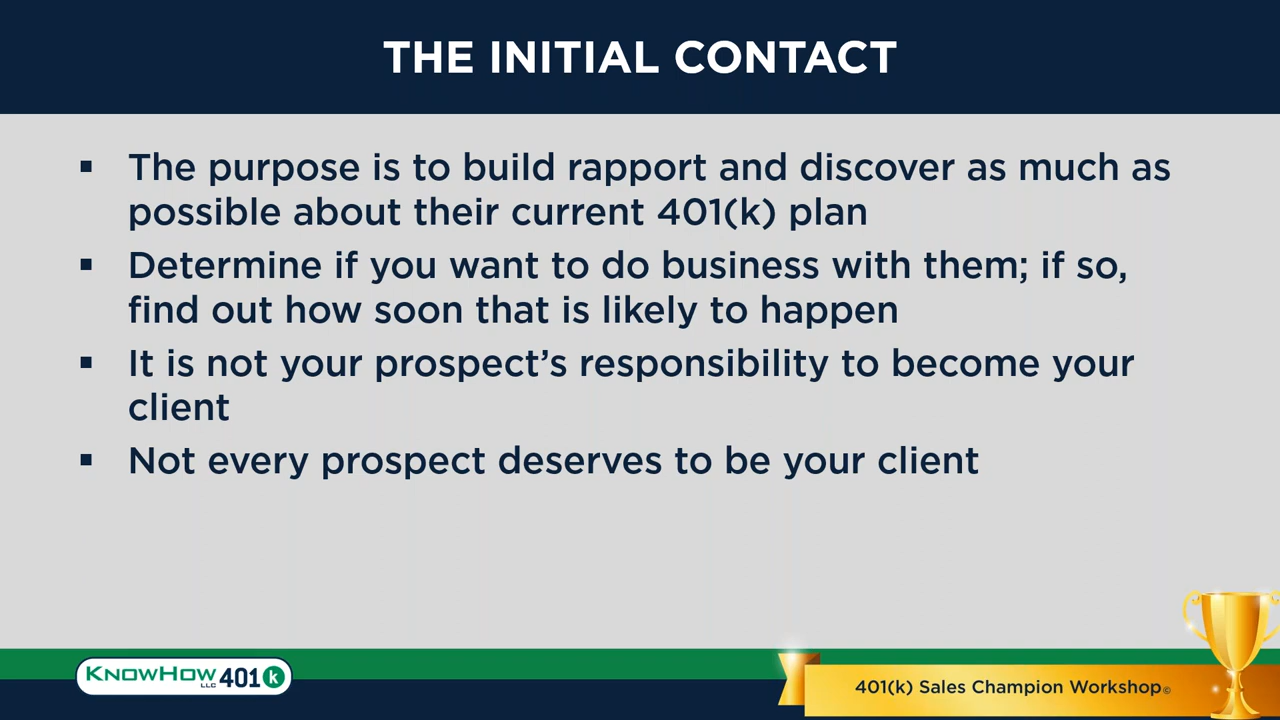 THE INITIAL CONTACT
▪ The purpose is to build rapport and discover as much as
possible about their current 401(k) plan
▪ Determine if you want to do business with them; if so,
find out how soon that is likely to happen
▪ It is not your prospect’s responsibility to become your
client
▪ Not every prospect deserves to be your client
KNOWHOW LLC 401 k
401(k) Sales Champion Workshop©